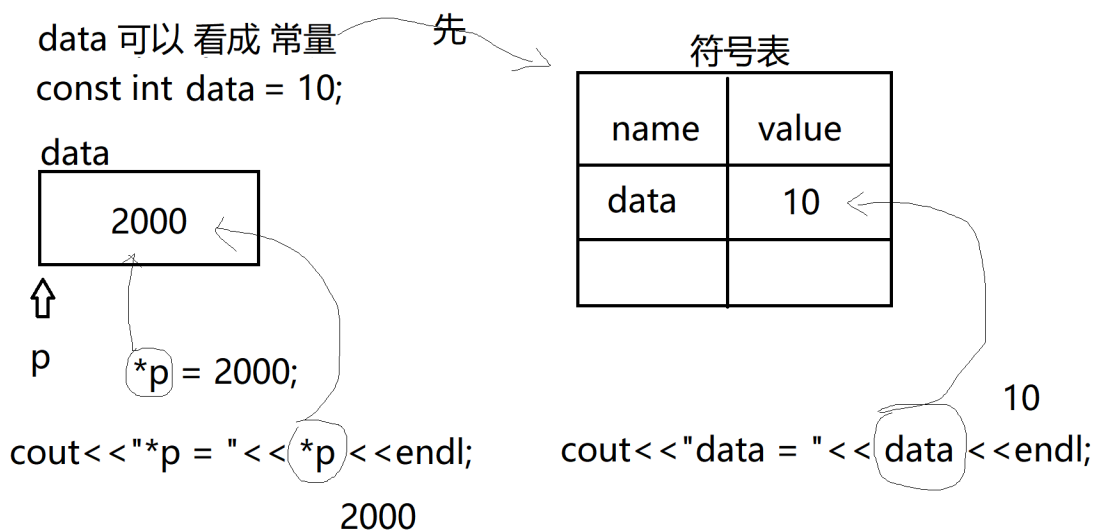 data 可以 看成 常量
先
const int data = 10;
符号表
name value
data 10
data
2000
p
*p = 2000;
cout<<"*p = "<< *p <<endl;
2000
10
cout<<"data = "<< data <<endl;